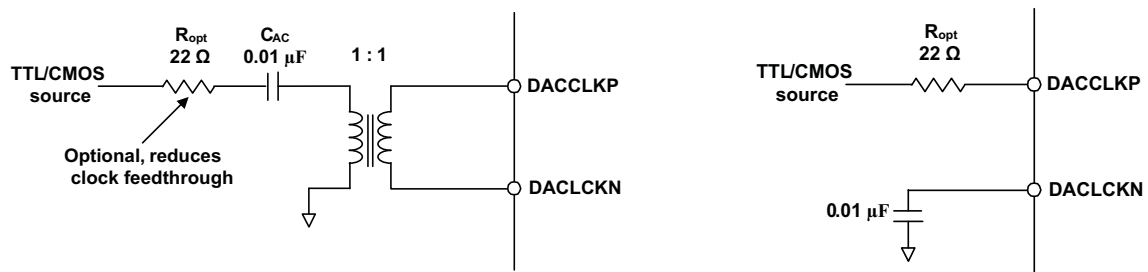 Ropt
22 Ω
CAC
0.01 µF
1 : 1
TTL/CMOS
source
DACCLKP
Optional, reduces
clock feedthrough
DACLCKN
Ropt
22 Ω
TTL/CMOS
source
DACCLKP
DACLCKN
0.01 µF